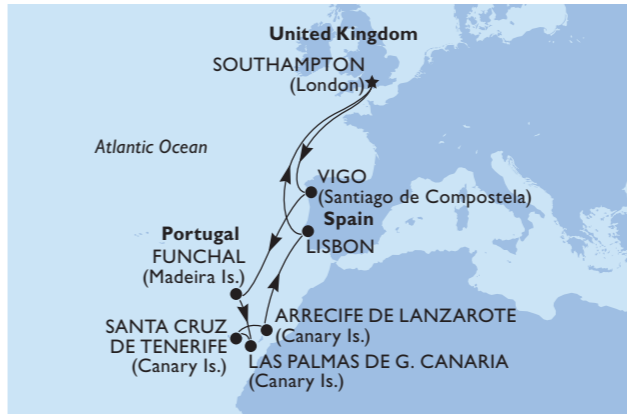 United Kingdom
SOUTHAMPTON
(London)
Atlantic Ocean
VIGO
(Santiago de Compostela)
Spain
LISBON
Portugal
FUNCHAL
(Madeira Is.)
ARRECIFE DE LANZAROTE
(Canary Is.)
SANTA CRUZ
DE TENERIFE
(Canary Is.)
LAS PALMAS DE G. CANARIA
(Canary Is.)